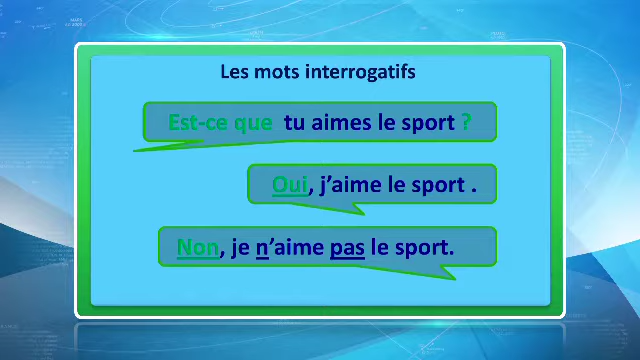 Les mots interrogatifs
Est-ce que tu aimes le sport ?
Oui, j’aime le sport .
Non, je n’aime pas le sport.